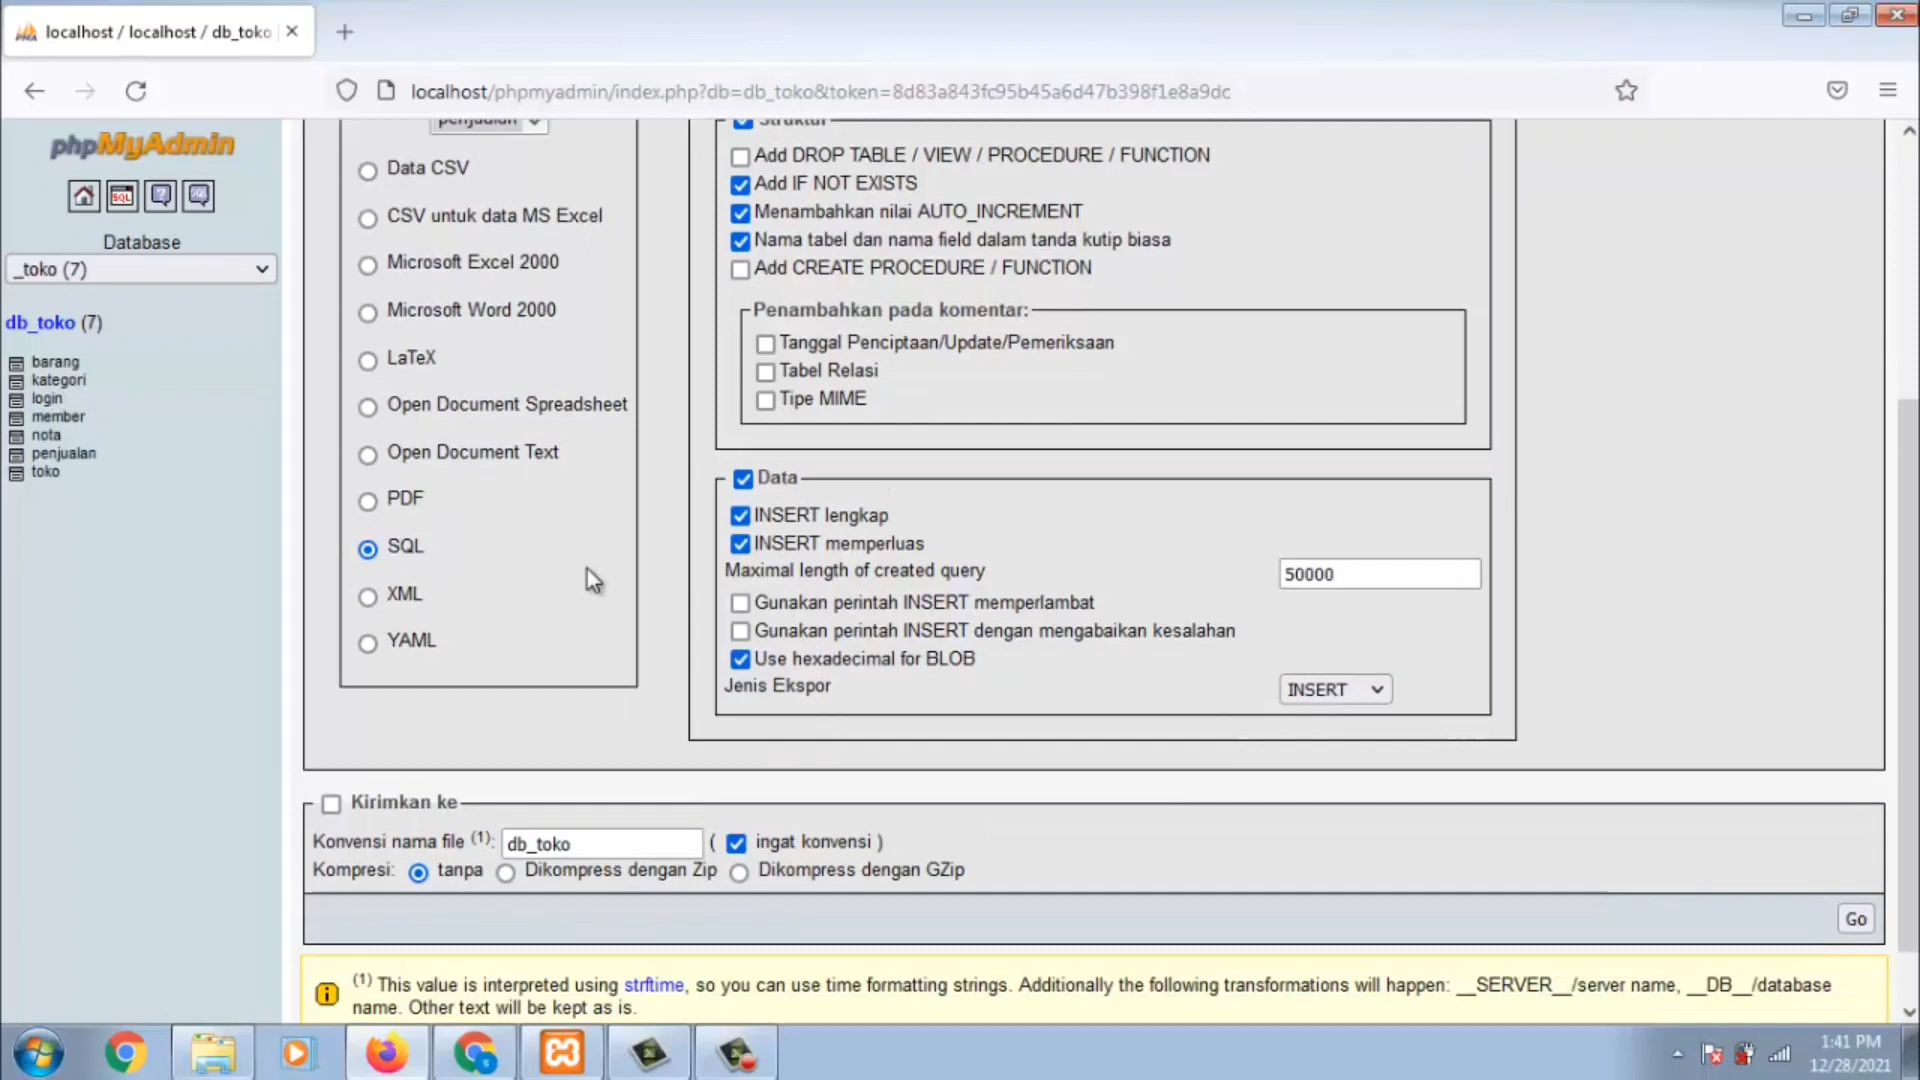 localhost / localhost / db_toko
localhost/phpmyadmin/index.php?db=db_toko&token=8d83a843fc95b45a6d47b398f1e8a9dc
phpMyAdmin
SQL
Database
_toko (7)
db_toko (7)
barang
kategori
login
member
nota
penjualan
toko
penjualan
Data CSV
CSV untuk data MS Excel
Microsoft Excel 2000
Microsoft Word 2000
LaTeX
Open Document Spreadsheet
Open Document Text
PDF
SQL
XML
YAML
Struktur
Add DROP TABLE / VIEW / PROCEDURE / FUNCTION
Add IF NOT EXISTS
Menambahkan nilai AUTO_INCREMENT
Nama tabel dan nama field dalam tanda kutip biasa
Add CREATE PROCEDURE / FUNCTION
Penambahkan pada komentar:
Tanggal Penciptaan/Update/Pemeriksaan
Tabel Relasi
Tipe MIME
Data
INSERT lengkap
INSERT memperluas
Maximal length of created query 50000
Gunakan perintah INSERT memperlambat
Gunakan perintah INSERT dengan mengabaikan kesalahan
Use hexadecimal for BLOB
Jenis Ekspor INSERT
Kirimkan ke
Konvensi nama file (1): db_toko ( ingat konvensi )
Kompresi: tanpa Dikompress dengan Zip Dikompress dengan GZip
Go
(1) This value is interpreted using strftime, so you can use time formatting strings. Additionally the following transformations will happen: __SERVER__/server name, __DB__/database
name. Other text will be kept as is.
1:41 PM
12/28/2021